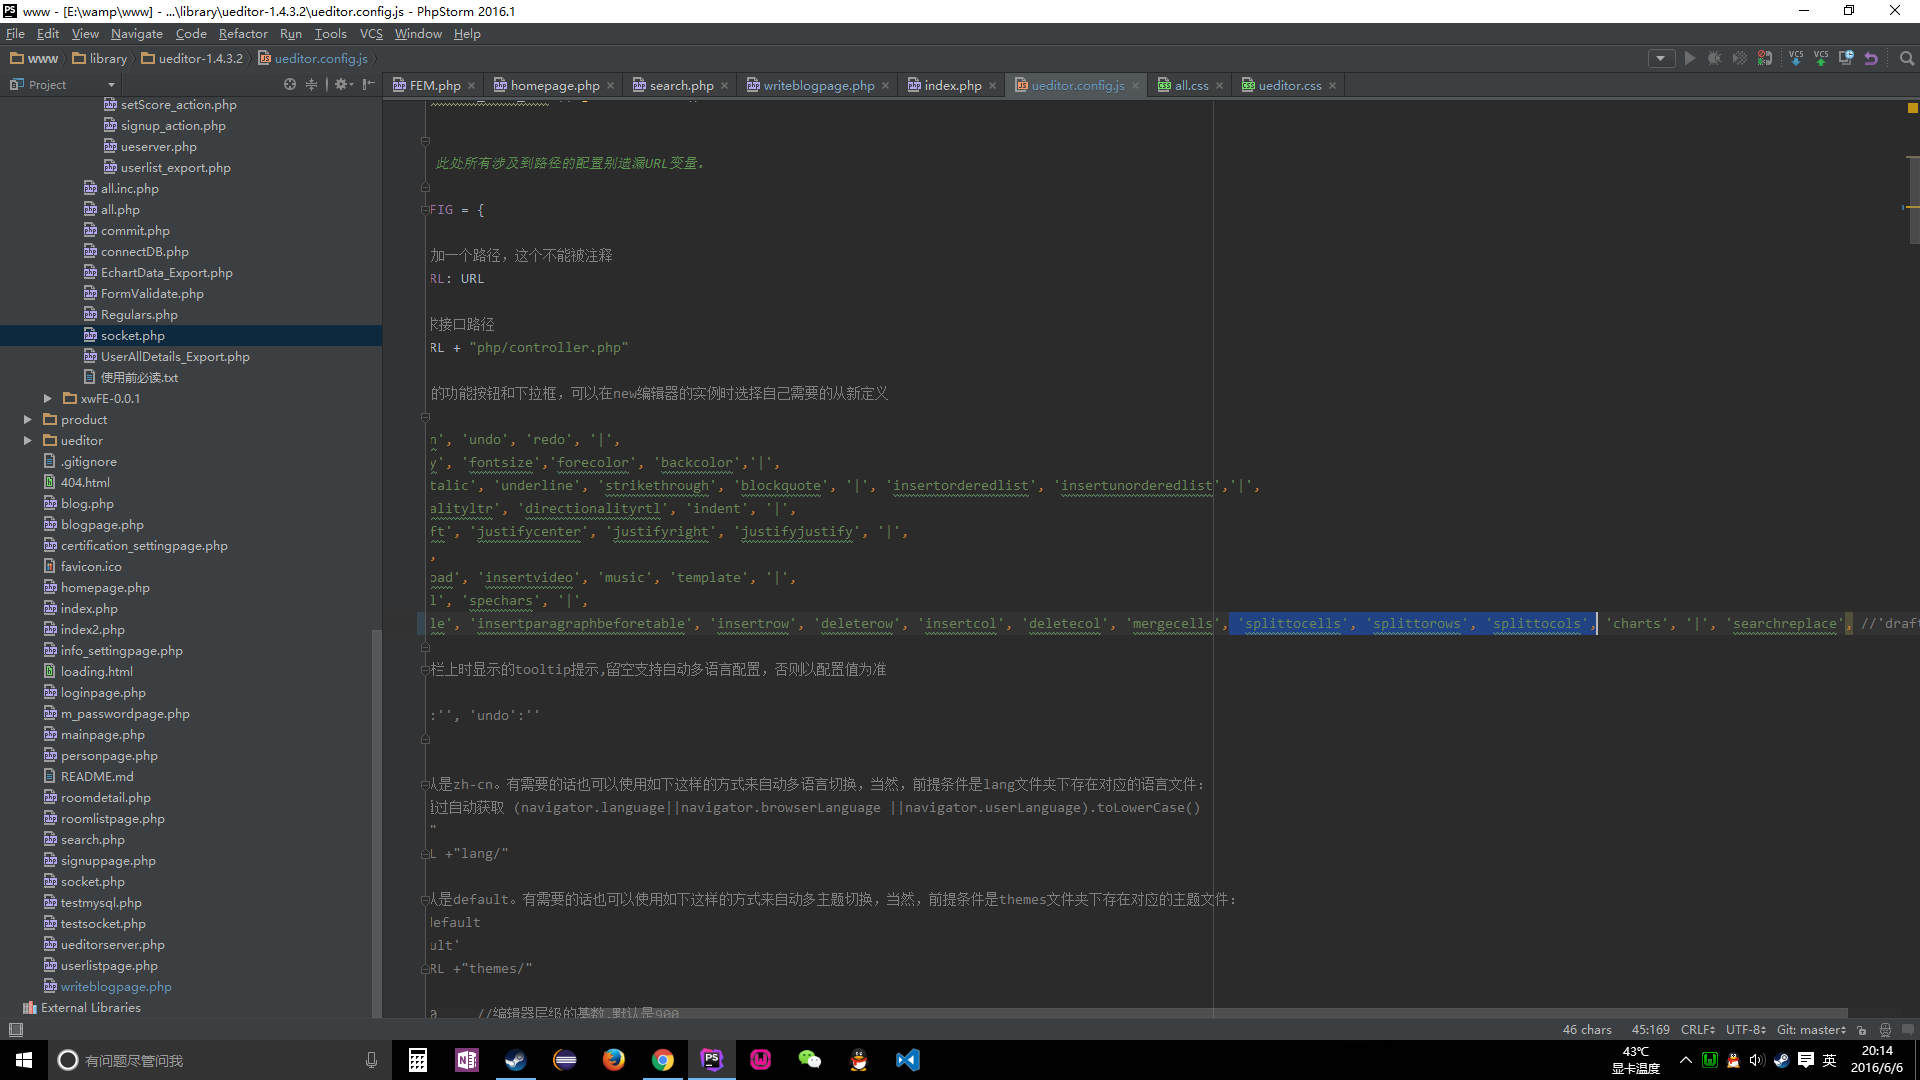 www - [E:\wamp\www] - ...\library\ueditor-1.4.3.2\ueditor.config.js - PhpStorm 2016.1
File Edit View Navigate Code Refactor Run Tools VCS Window Help
www library ueditor-1.4.3.2 ueditor.config.js
Project
FEM.php homepage.php search.php writeblogpage.php index.php ueditor.config.js all.css ueditor.css
setScore_action.php
signup_action.php
ueserver.php
userlist_export.php
all.inc.php
all.php
commit.php
connectDB.php
EchartData_Export.php
FormValidate.php
Regulars.php
socket.php
UserAllDetails_Export.php
使用前必读.txt
xwFE-0.0.1
product
ueditor
.gitignore
404.html
blog.php
blogpage.php
certification_settingpage.php
favicon.ico
homepage.php
index.php
index2.php
info_settingpage.php
loading.html
loginpage.php
m_passwordpage.php
mainpage.php
personpage.php
README.md
roomdetail.php
roomlistpage.php
search.php
signuppage.php
socket.php
testmysql.php
testsocket.php
ueditorserver.php
userlistpage.php
writeblogpage.php
External Libraries
此处所有涉及到路径的配置别遗漏URL变量。
FIG = {
加一个路径，这个不能被注释
RL: URL
求接口路径
RL + "php/controller.php"
的功能按钮和下拉框，可以在new编辑器的实例时选择自己需要的从新定义
n', 'undo', 'redo', '|',
y', 'fontsize','forecolor', 'backcolor','|',
talic', 'underline', 'strikethrough', 'blockquote', '|', 'insertorderedlist', 'insertunorderedlist','|',
alityltr', 'directionalityrtl', 'indent', '|',
ft', 'justifycenter', 'justifyright', 'justifyjustify', '|',
,
oad', 'insertvideo', 'music', 'template', '|',
l', 'spechars', '|',
le', 'insertparagraphbeforetable', 'insertrow', 'deleterow', 'insertcol', 'deletecol', 'mergecells', 'splittocells', 'splittorows', 'splittocols', 'charts', '|', 'searchreplace', //'draft
栏上时显示的tooltip提示,留空支持自动多语言配置，否则以配置值为准
:'', 'undo':''
认是zh-cn。有需要的话也可以使用如下这样的方式来自动多语言切换，当然，前提条件是lang文件夹下存在对应的语言文件：
过自动获取 (navigator.language||navigator.browserLanguage ||navigator.userLanguage).toLowerCase()
"
L +"lang/"
认是default。有需要的话也可以使用如下这样的方式来自动多主题切换，当然，前提条件是themes文件夹下存在对应的主题文件：
default
ult'
RL +"themes/"
0 //编辑器层级的基数,默认是900
46 chars 45:169 CRLF UTF-8 Git: master
有问题尽管问我
43℃
显卡温度
英
20:14
2016/6/6